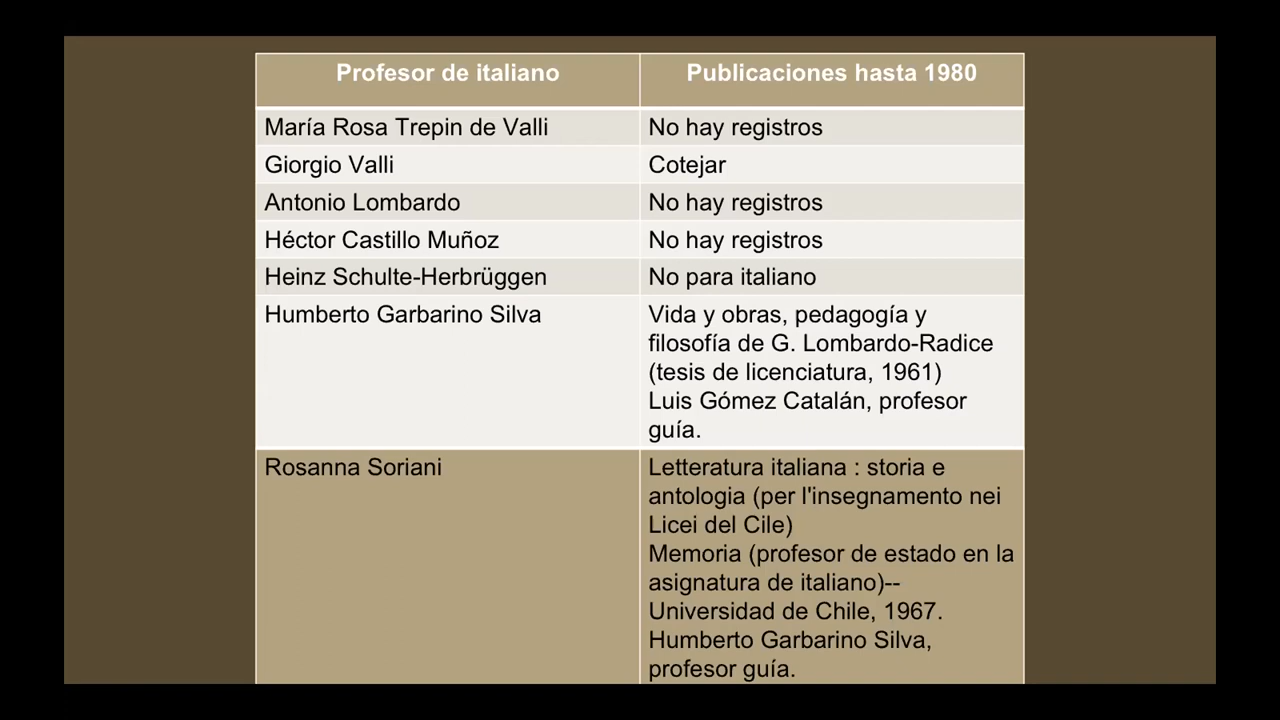 Profesor de italiano
Publicaciones hasta 1980
María Rosa Trepin de Valli
No hay registros
Giorgio Valli
Cotejar
Antonio Lombardo
No hay registros
Héctor Castillo Muñoz
No hay registros
Heinz Schulte-Herbrüggen
No para italiano
Humberto Garbarino Silva
Vida y obras, pedagogía y
filosofía de G. Lombardo-Radice
(tesis de licenciatura, 1961)
Luis Gómez Catalán, profesor
guía.
Rosanna Soriani
Letteratura italiana : storia e
antologia (per l'insegnamento nei
Licei del Cile)
Memoria (profesor de estado en la
asignatura de italiano)--
Universidad de Chile, 1967.
Humberto Garbarino Silva,
profesor guía.